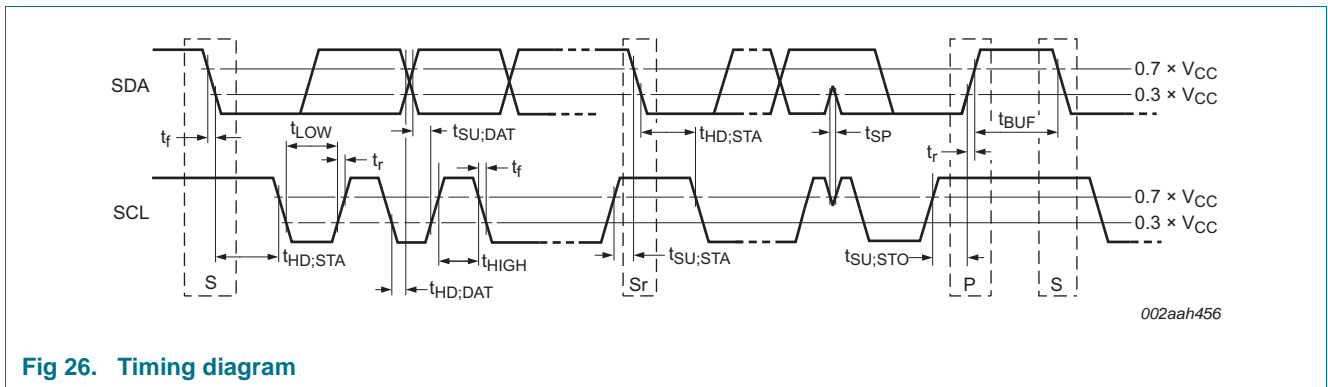 SDA
0.7 × VCC
0.3 × VCC
tf
tLOW
tSU;DAT
tHD;STA
tSP
tr
tBUF
tr
tf
SCL
0.7 × VCC
0.3 × VCC
tHD;STA
tHIGH
tSU;STA
tSU;STO
S
tHD;DAT
Sr
P
S
002aah456
Fig 26. Timing diagram